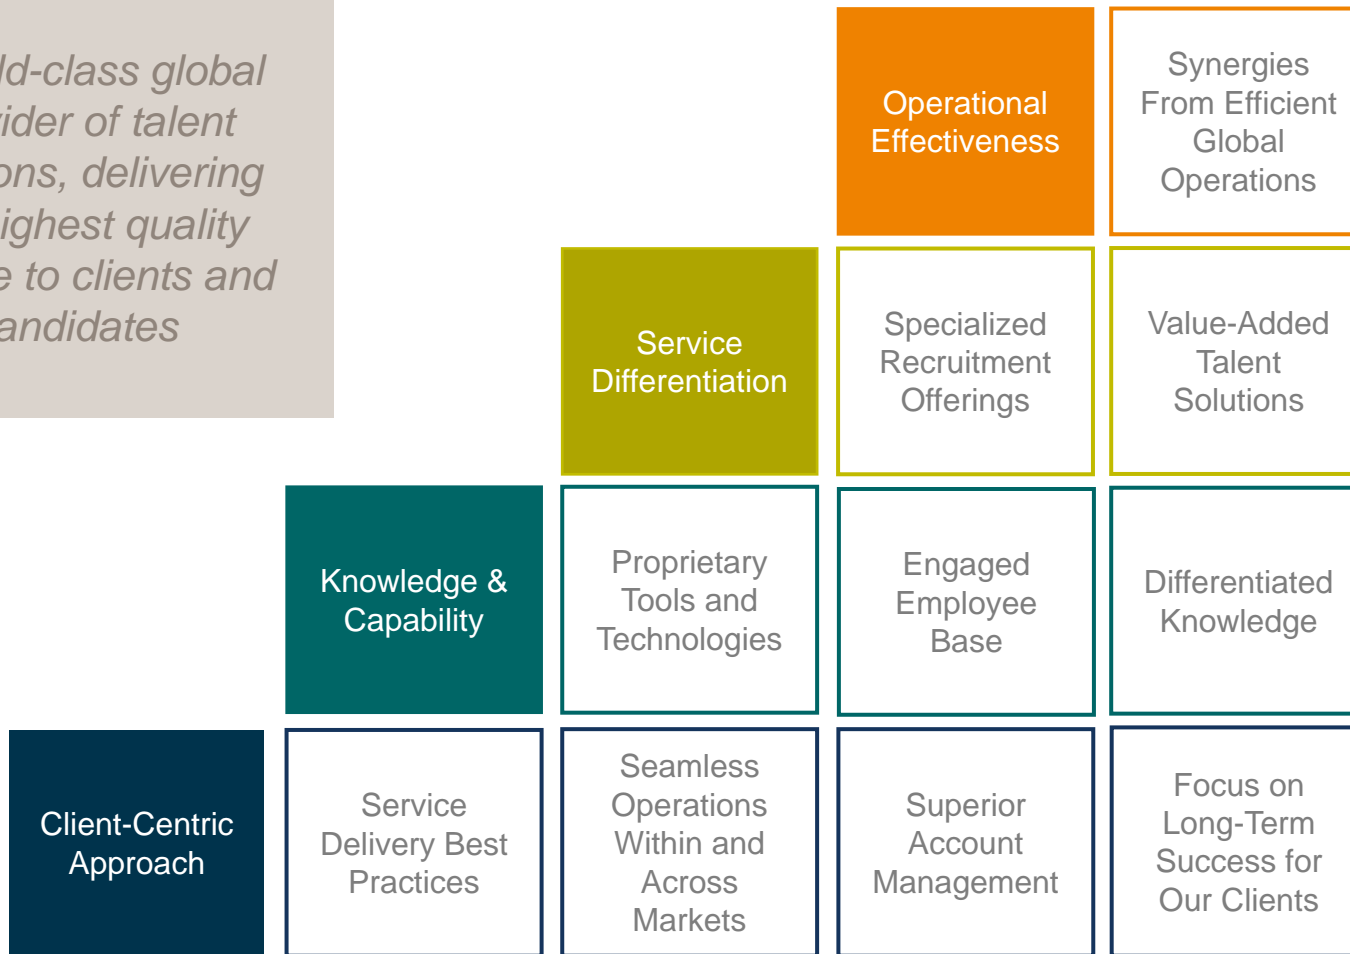 ld-class global
ider of talent
ons, delivering
ighest quality
e to clients and
andidates
Operational
Effectiveness
Synergies
From Efficient
Global
Operations
Service
Differentiation
Specialized
Recruitment
Offerings
Value-Added
Talent
Solutions
Knowledge &
Capability
Proprietary
Tools and
Technologies
Engaged
Employee
Base
Differentiated
Knowledge
Client-Centric
Approach
Service
Delivery Best
Practices
Seamless
Operations
Within and
Across
Markets
Superior
Account
Management
Focus on
Long-Term
Success for
Our Clients